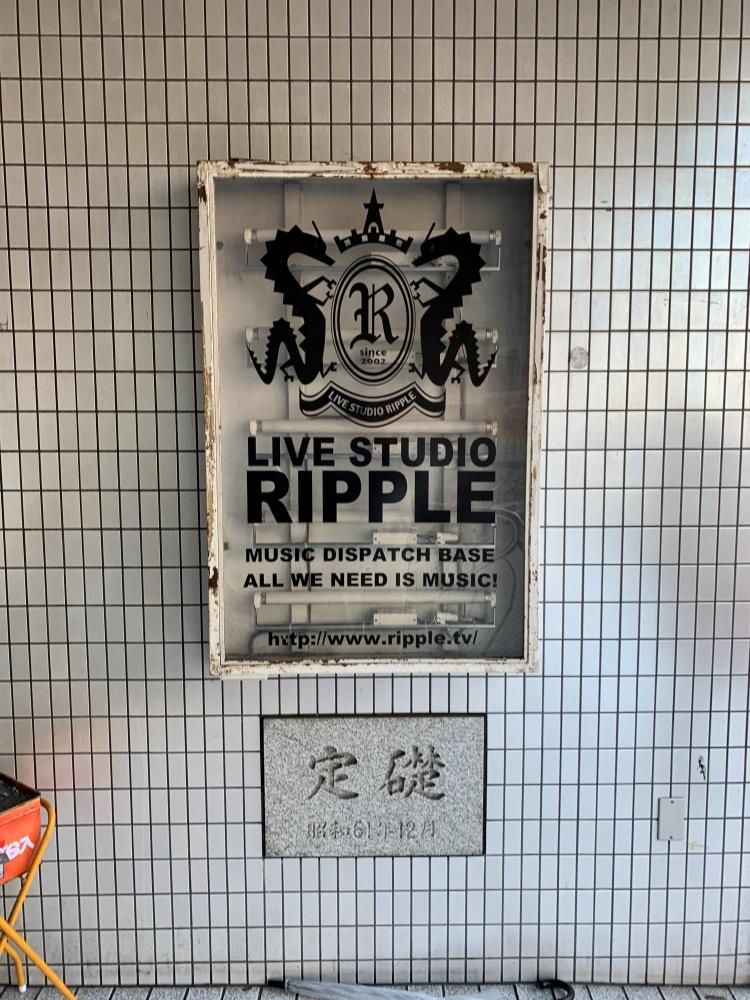 R
since
2002
LIVE STUDIO RIPPLE
LIVE STUDIO
RIPPLE
MUSIC DISPATCH BASE
ALL WE NEED IS MUSIC!
http://www.ripple.tv/
定礎
昭和61年12月